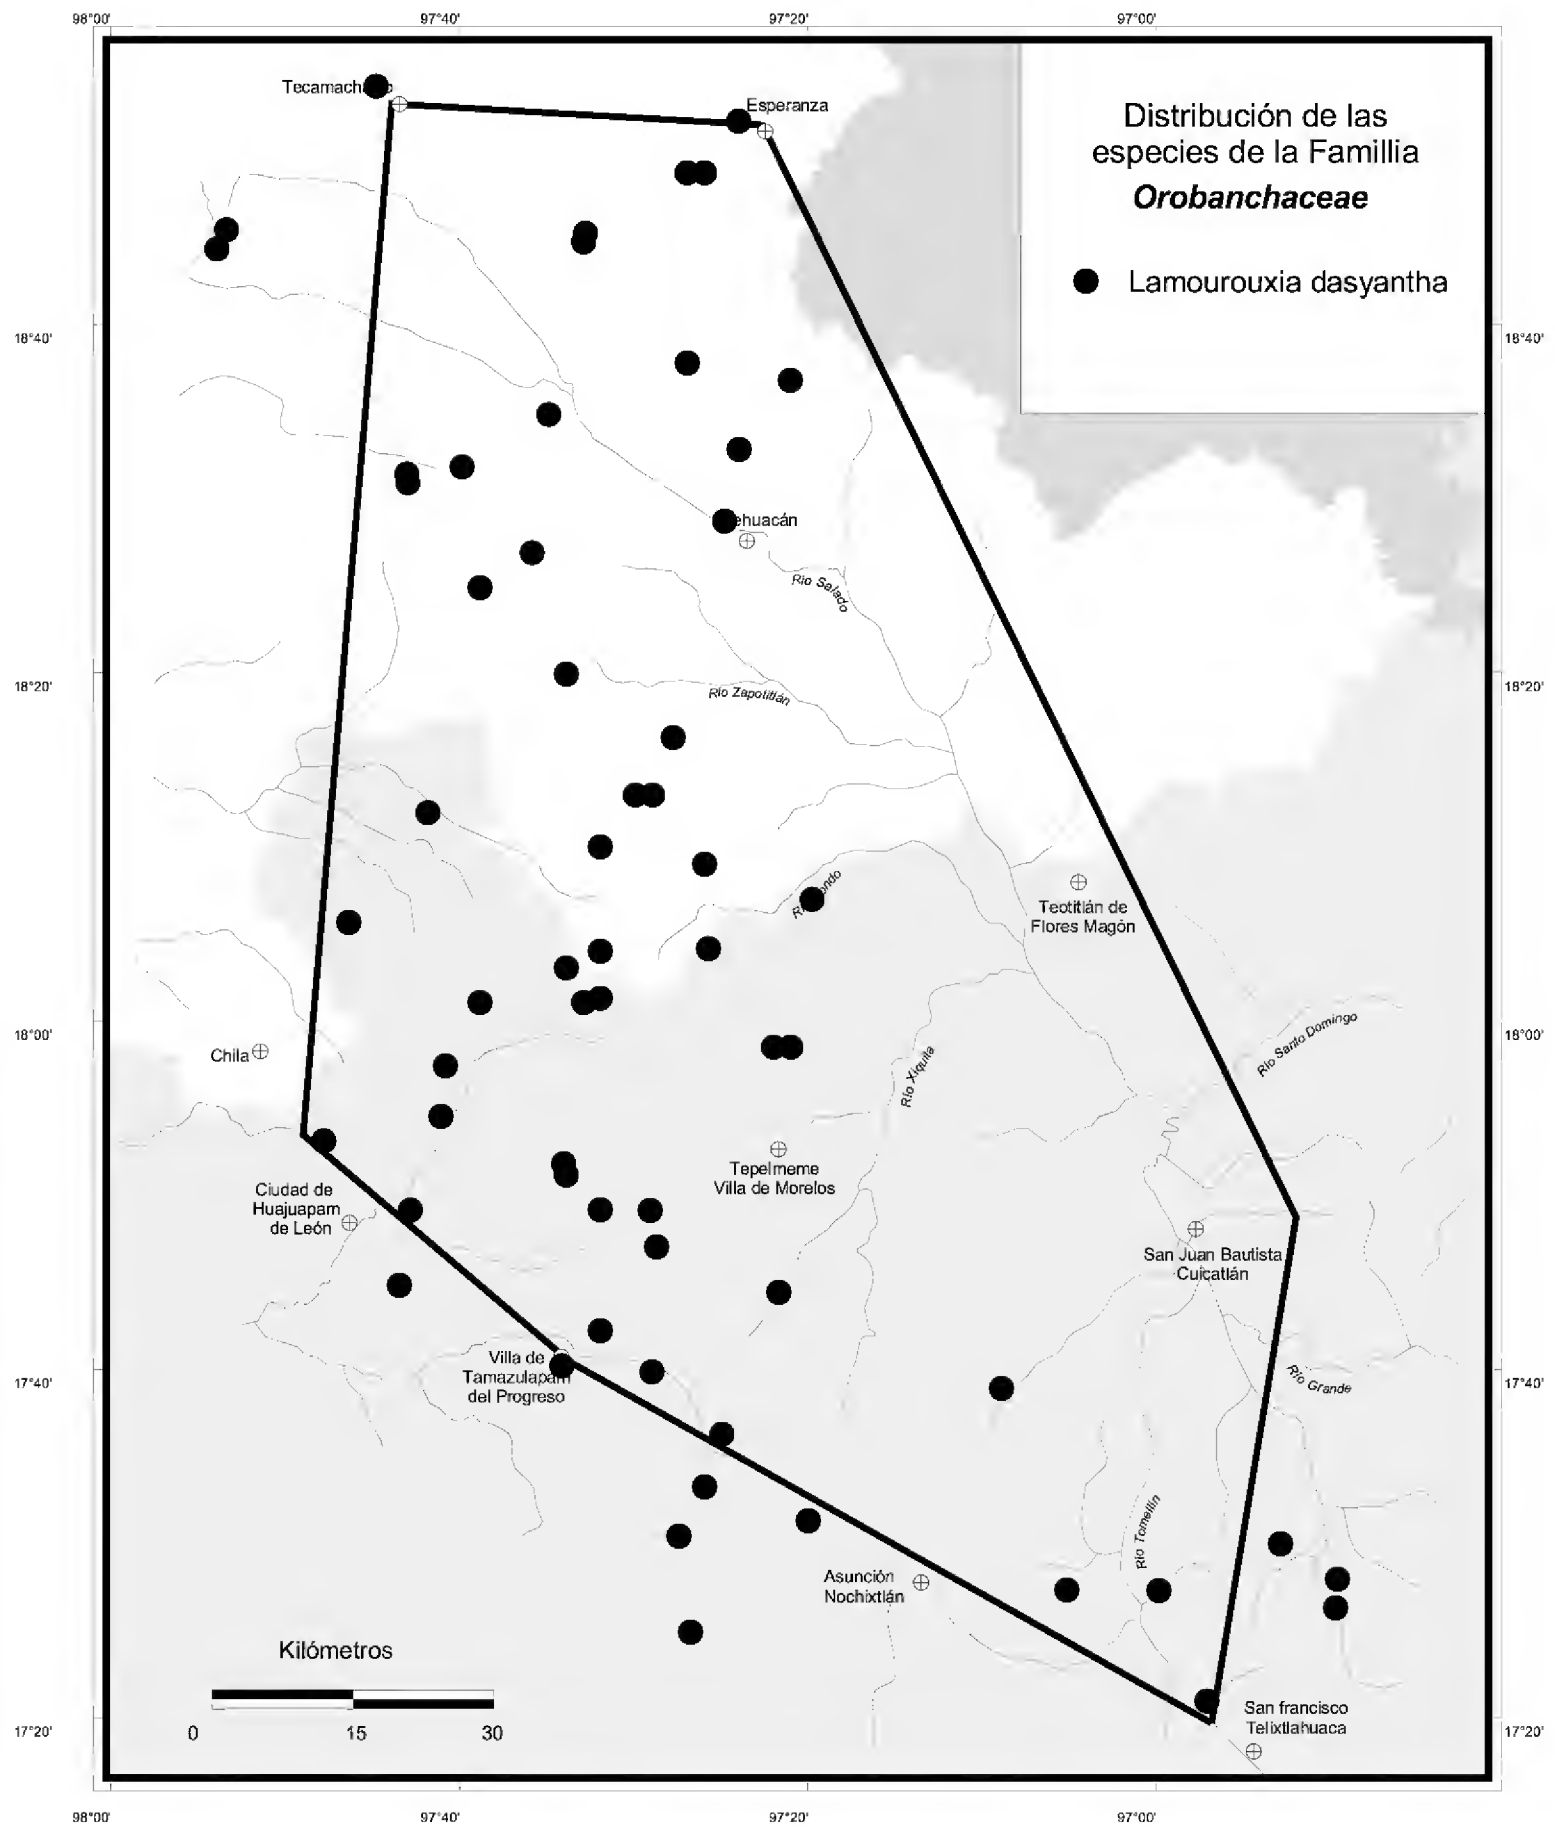 98°00'
97°40'
97°20'
97°00'
Esperanza
Distribución de las
especies de la Famillia
Orobanchaceae
Lamourouxia dasyantha
18°40'
18°40'
Río Salado
18°20'
18°20'
Río Zapotitlán
Teotitlán de
Flores Magón
18°00'
18°00'
Chila
Río Santo Domingo
Río Xiquila
Tepelmeme
Villa de Morelos
Ciudad de
Huajuapam
de León
San Juan Bautista
Cuicatlán
Villa de
Tamazulapam
del Progreso
17°40'
17°40'
Río Grande
Río Tomellín
Asunción
Nochixtlán
Kilómetros
0
15
30
San francisco
Telixtlahuaca
17°20'
17°20'
98°00'
97°40'
97°20'
97°00'